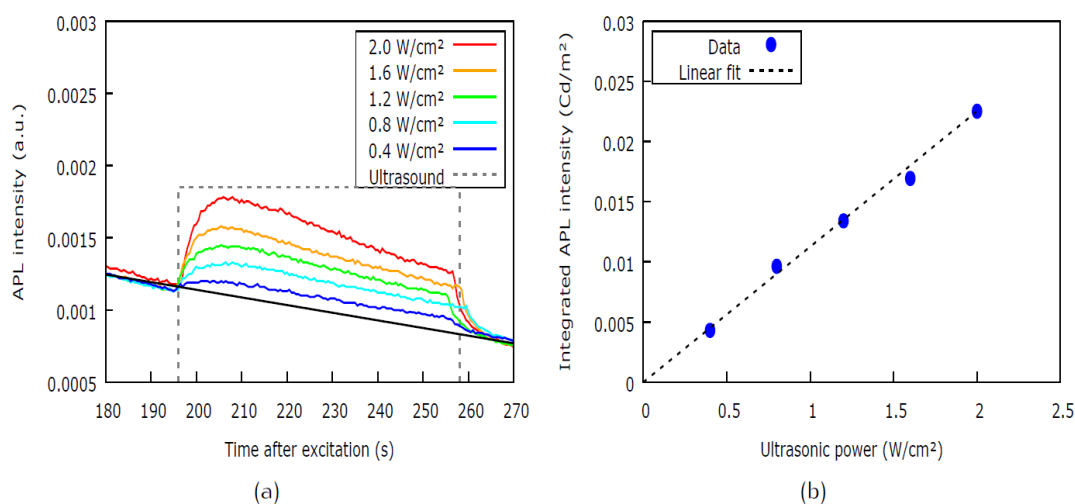 0.003
0.0025
0.002
0.0015
0.001
0.0005
APL intensity (a.u.)
2.0 W/cm²
1.6 W/cm²
1.2 W/cm²
0.8 W/cm²
0.4 W/cm²
Ultrasound
180 190 200 210 220 230 240 250 260 270
Time after excitation (s)
(a)
0.03
0.025
0.02
0.015
0.01
0.005
0
Integrated APL intensity (Cd/m²)
Data
Linear fit
0 0.5 1 1.5 2 2.5
Ultrasonic power (W/cm²)
(b)